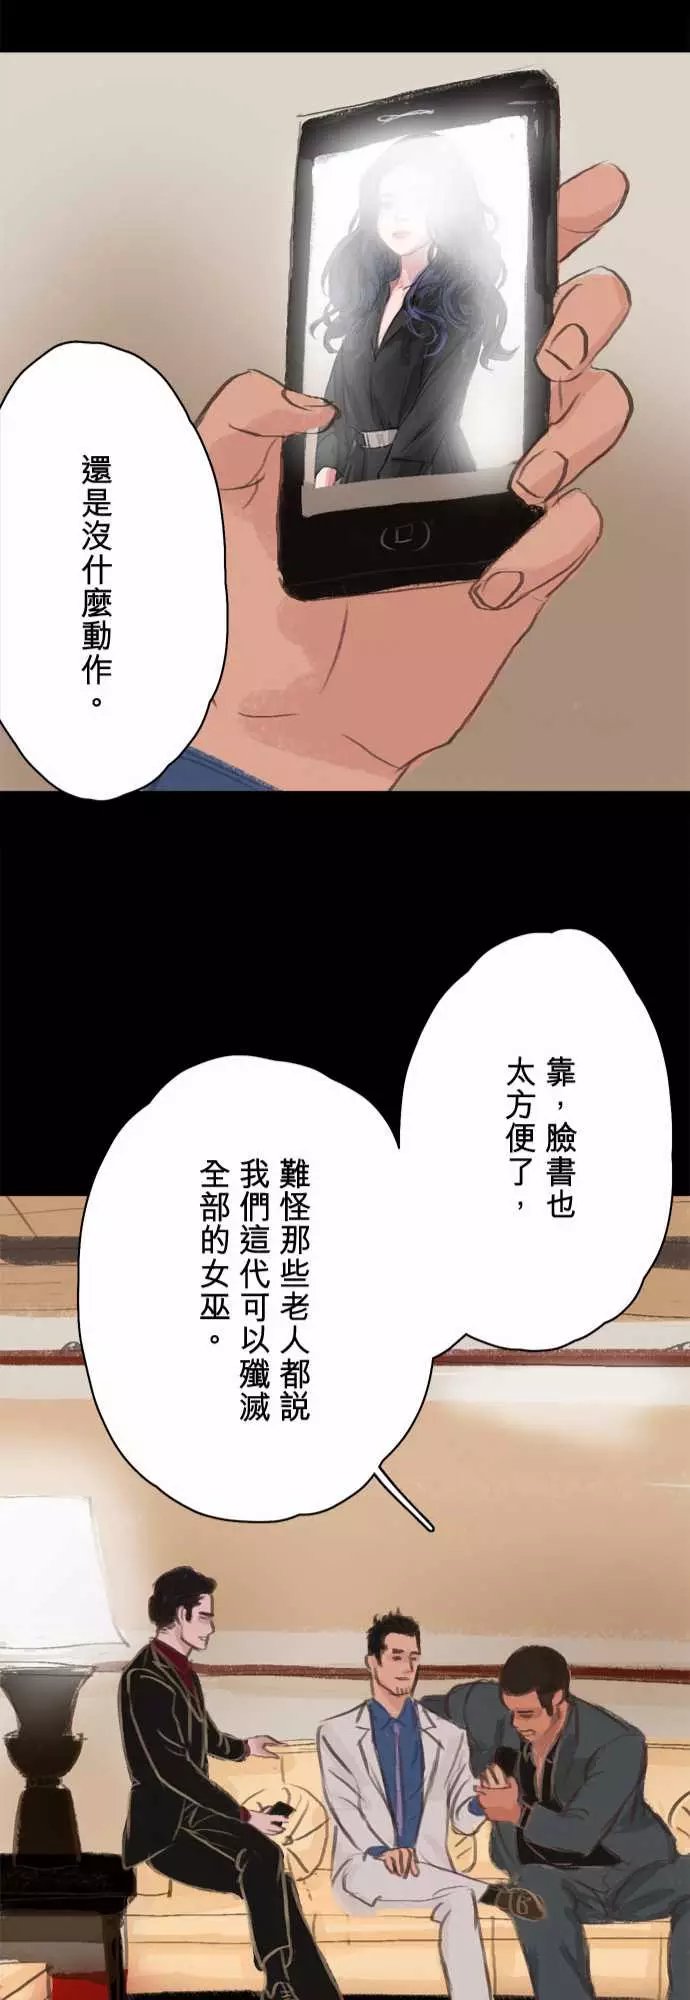 還是沒什麼動作。
靠，臉書也
太方便了，
難怪那些老人都説
我們這代可以殲滅
全部的女巫。